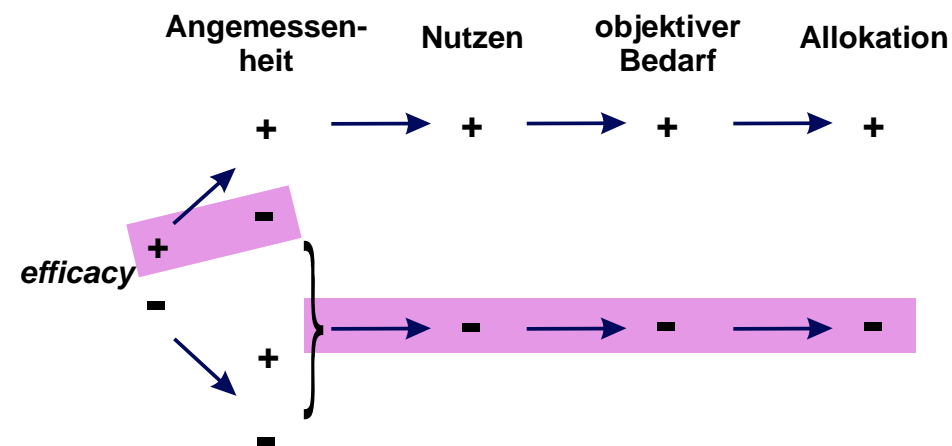 Angemessen-
heit
Nutzen
objektiver
Bedarf
Allokation
+ + + +
-
+
efficacy
-
- - -
+
-